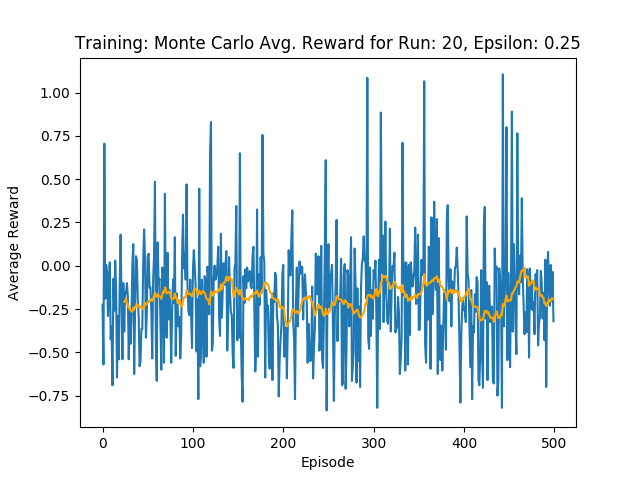 Training: Monte Carlo Avg. Reward for Run: 20, Epsilon: 0.25
1.00
0.75
0.50
0.25
0.00
−0.25
−0.50
−0.75
Average Reward
0 100 200 300 400 500
Episode